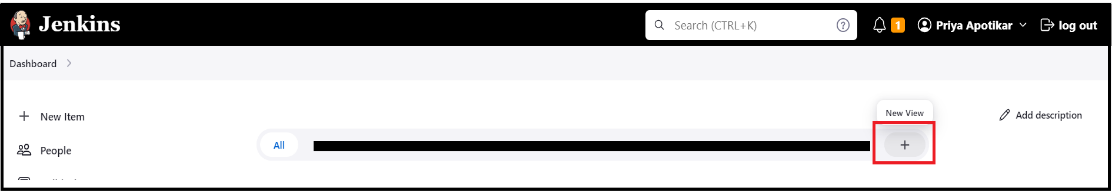 Jenkins
Search (CTRL+K)
1
Priya Apotikar
log out
Dashboard
New Item
New View
Add description
People
All